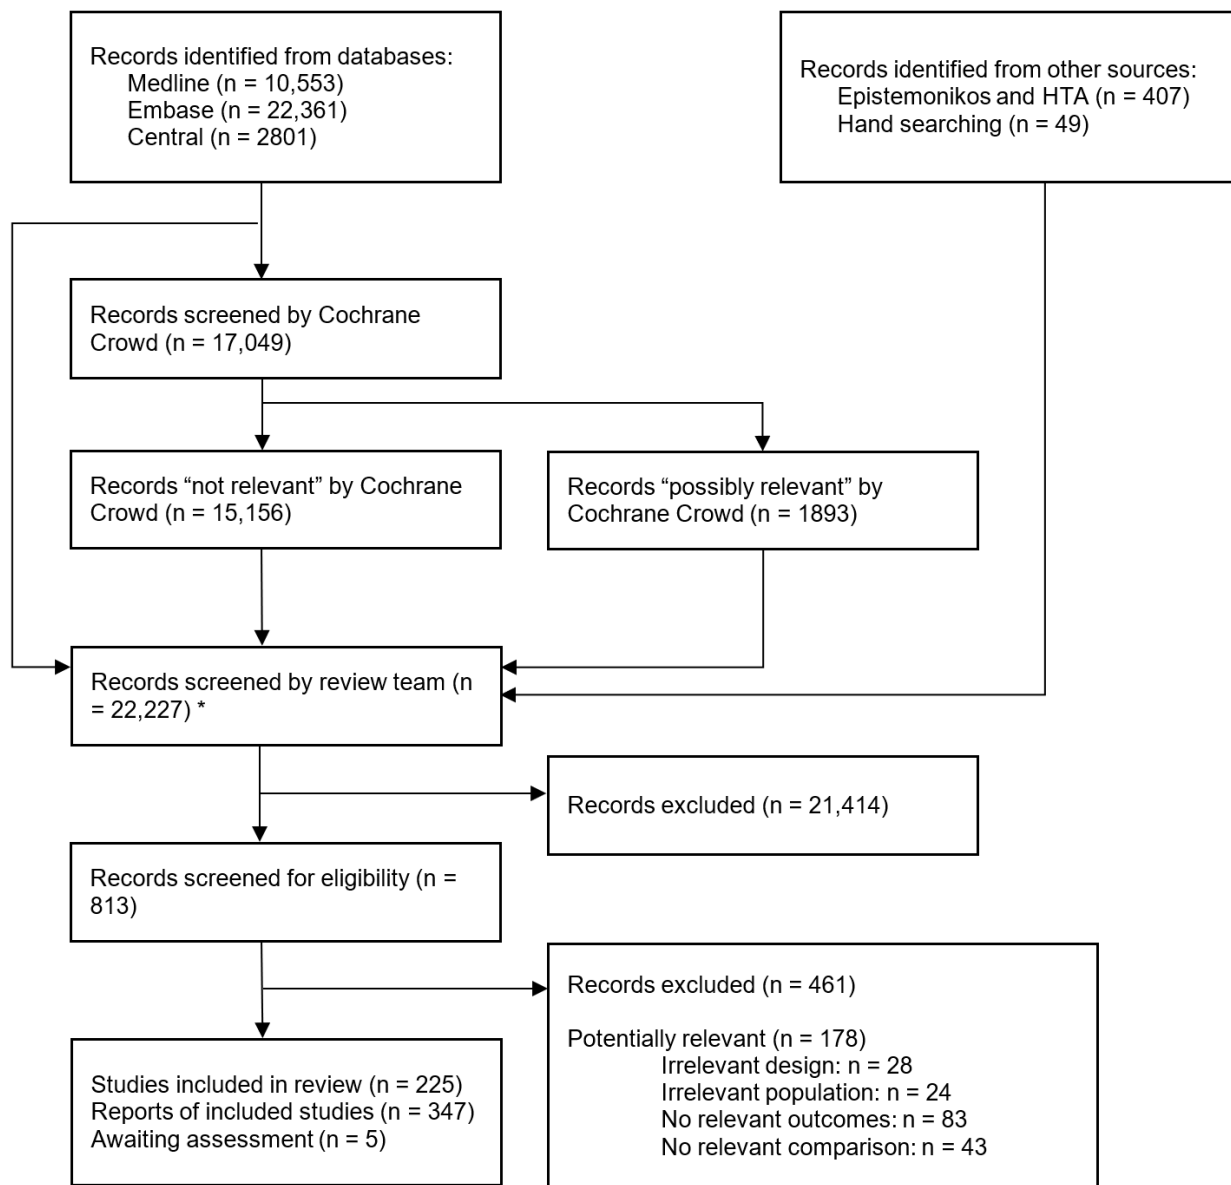 Records identified from databases:
Medline (n = 10,553)
Embase (n = 22,361)
Central (n = 2801)
Records identified from other sources:
Epistemonikos and HTA (n = 407)
Hand searching (n = 49)
Records screened by Cochrane
Crowd (n = 17,049)
Records “not relevant” by Cochrane
Crowd (n = 15,156)
Records “possibly relevant” by
Cochrane Crowd (n = 1893)
Records screened by review team (n
= 22,227) *
Records excluded (n = 21,414)
Records screened for eligibility (n =
813)
Records excluded (n = 461)
Potentially relevant (n = 178)
Irrelevant design: n = 28
Irrelevant population: n = 24
No relevant outcomes: n = 83
No relevant comparison: n = 43
Studies included in review (n = 225)
Reports of included studies (n = 347)
Awaiting assessment (n = 5)